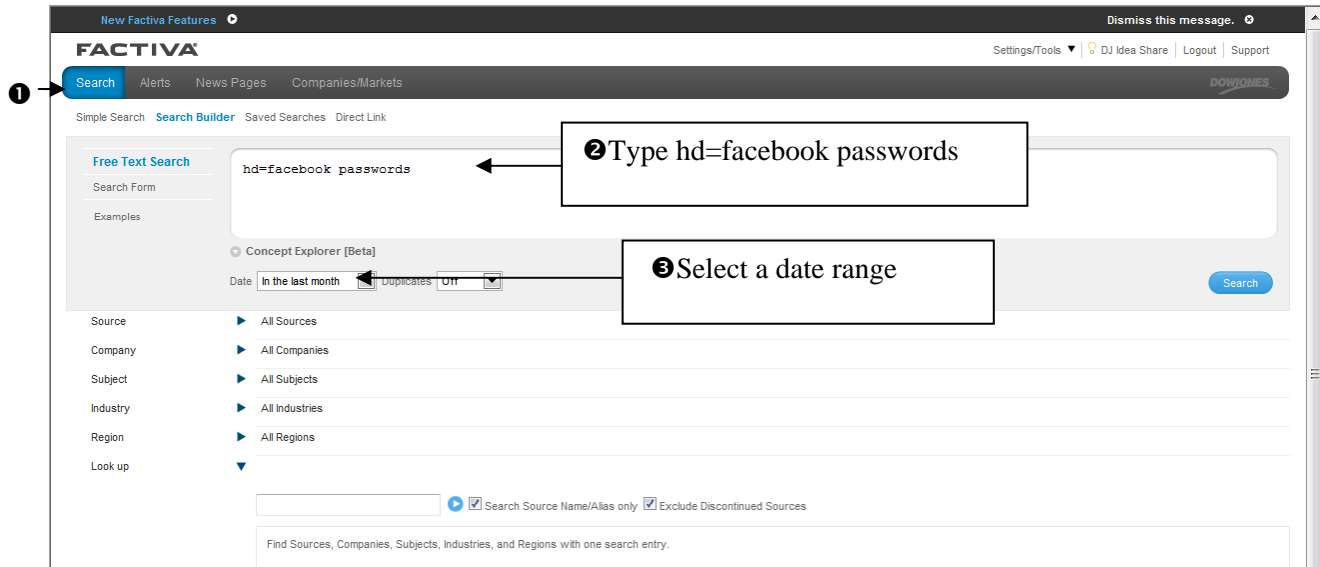 New Factiva Features Dismiss this message.
FACTIVA Settings/Tools DJ Idea Share Logout Support
❶ Search Alerts News Pages Companies/Markets DOWJONES
Simple Search Search Builder Saved Searches Direct Link
❷Type hd=facebook passwords
Free Text Search hd=facebook passwords
Search Form
Examples
Concept Explorer [Beta]
❸Select a date range
Date In the last month Duplicates Off Search
Source All Sources
Company All Companies
Subject All Subjects
Industry All Industries
Region All Regions
Look up
Search Source Name/Alias only Exclude Discontinued Sources
Find Sources, Companies, Subjects, Industries, and Regions with one search entry.